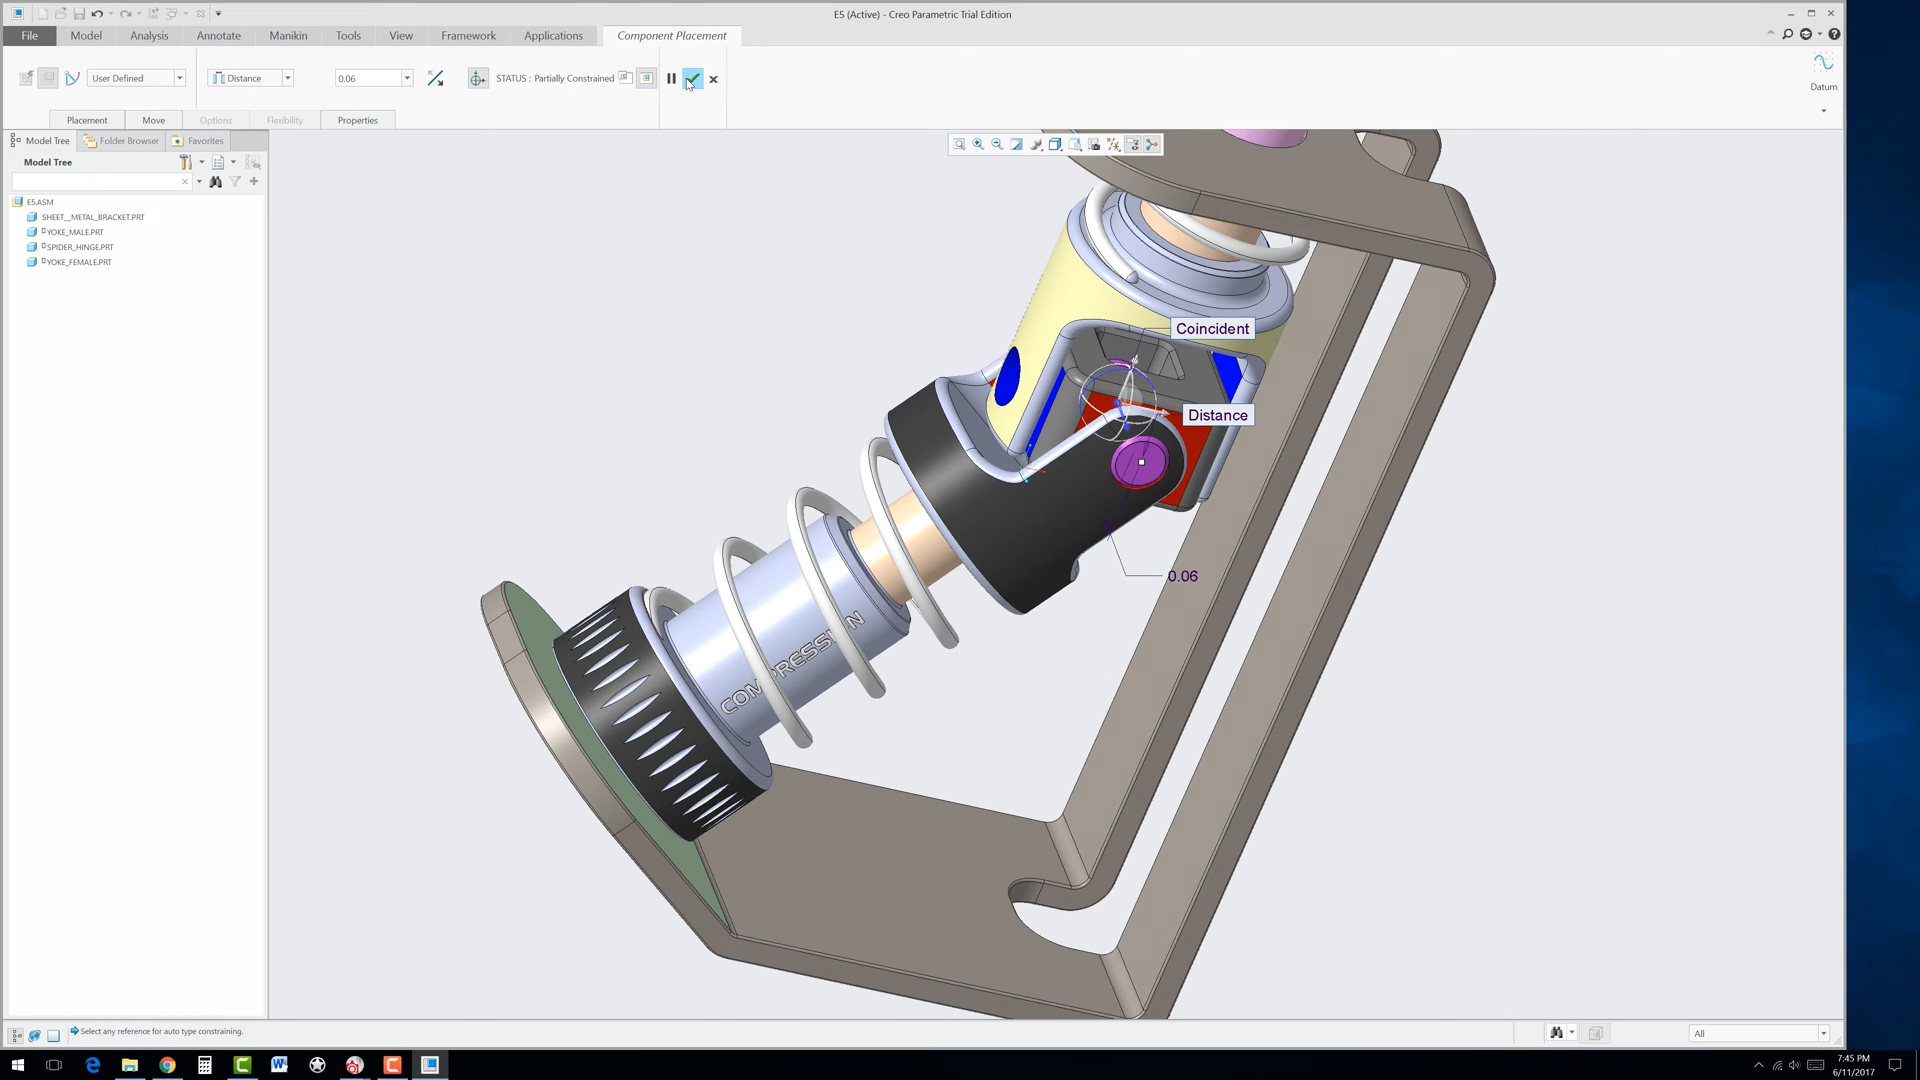 E5 (Active) - Creo Parametric Trial Edition
File Model Analysis Annotate Manikin Tools View Framework Applications Component Placement
User Defined Distance 0.06 STATUS : Partially Constrained
Datum
Placement Move Options Flexibility Properties
Model Tree Folder Browser Favorites
Model Tree
E5.ASM
SHEET__METAL_BRACKET.PRT
YOKE_MALE.PRT
SPIDER_HINGE.PRT
YOKE_FEMALE.PRT
Coincident
Distance
0.06
COMPRESSION
Select any reference for auto type constraining.
All
7:45 PM
6/11/2017